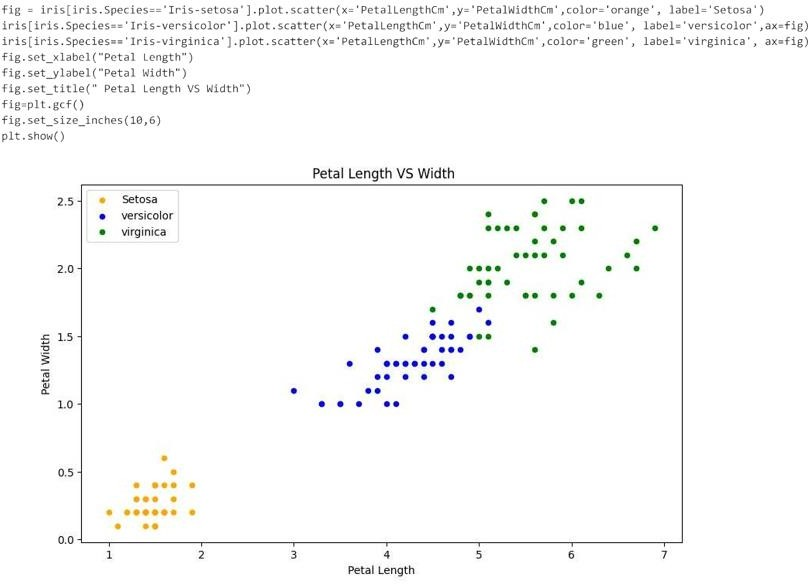 fig = iris[iris.Species=='Iris-setosa'].plot.scatter(x='PetalLengthCm',y='PetalWidthCm',color='orange', label='Setosa')
iris[iris.Species=='Iris-versicolor'].plot.scatter(x='PetalLengthCm',y='PetalWidthCm',color='blue', label='versicolor',ax=fig)
iris[iris.Species=='Iris-virginica'].plot.scatter(x='PetalLengthCm',y='PetalWidthCm',color='green', label='virginica', ax=fig)
fig.set_xlabel("Petal Length")
fig.set_ylabel("Petal Width")
fig.set_title(" Petal Length VS Width")
fig=plt.gcf()
fig.set_size_inches(10,6)
plt.show()
Petal Length VS Width
Setosa
versicolor
virginica
2.5
2.0
1.5
1.0
0.5
0.0
Petal Width
1 2 3 4 5 6 7
Petal Length